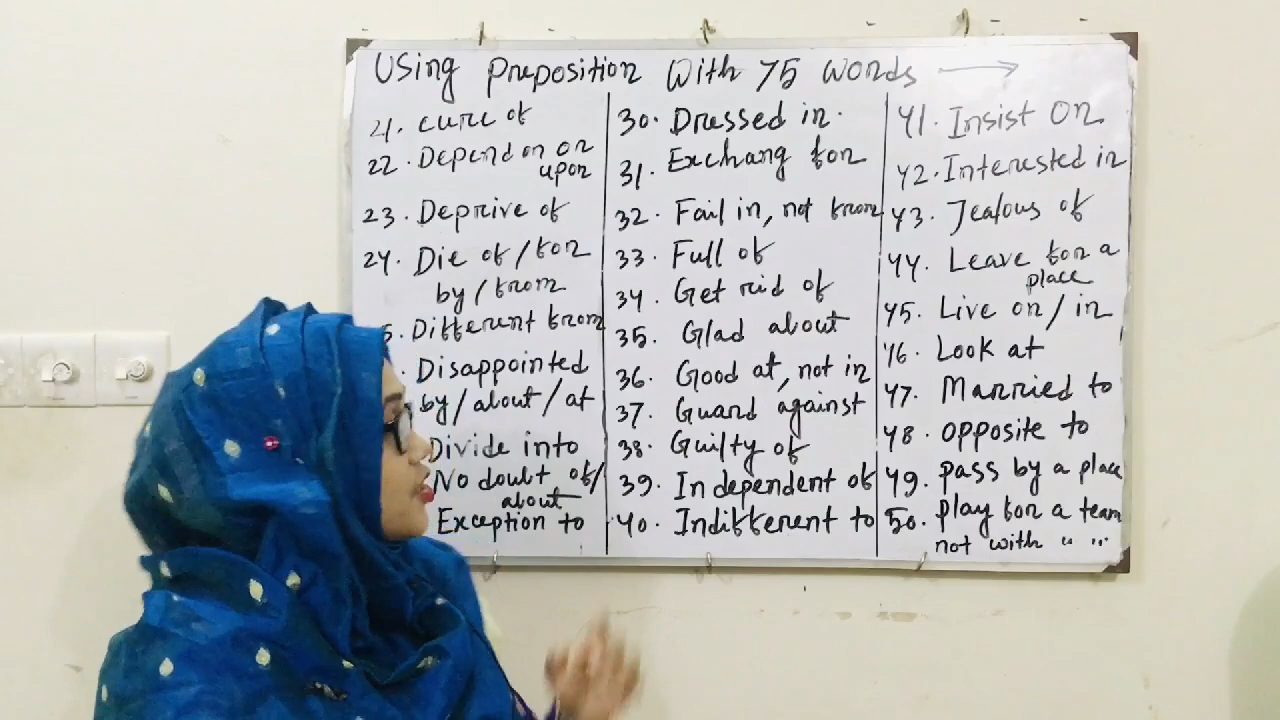 Using Preposition With 75 words →
21. cure of
22. Depend on or
upon
23. Deprive of
24. Die of / for
by / from
5. Different from
. Disappointed
by / about / at
Divide into
No doubt of /
about
Exception to
30. Dressed in.
31. Exchang for
32. Fail in, not from
33. Full of
34. Get rid of
35. Glad about
36. Good at, not in
37. Guard against
38. Guilty of
39. Independent of
40. Indifferent to
41. Insist On
42. Interested in
43. Jealous of
44. Leave for a
place
45. Live on / in
46. Look at
47. Married to
48. opposite to
49. pass by a place
50. play for a team
not with " "